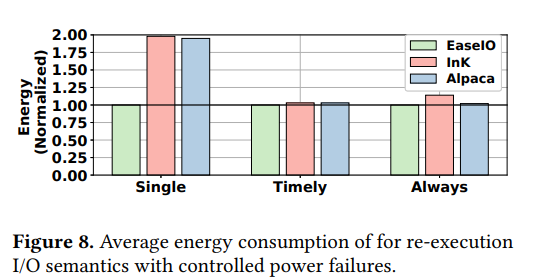 2.00
1.75
1.50
1.25
1.00
0.75
0.50
0.25
0.00
Energy
(Normalized)
EaseIO
InK
Alpaca
Single Timely Always
Figure 8. Average energy consumption of for re-execution
I/O semantics with controlled power failures.